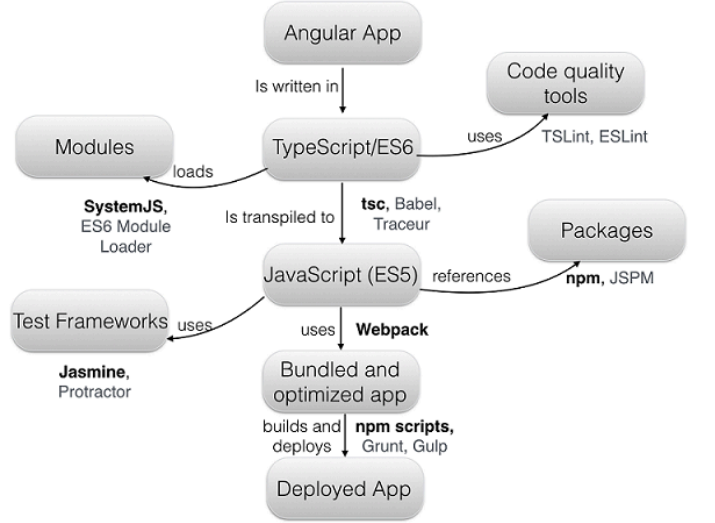 Angular App
Is written in
Code quality
tools
TSLint, ESLint
uses
TypeScript/ES6
Modules
loads
SystemJS,
ES6 Module
Loader
Is transpiled to
tsc, Babel,
Traceur
Packages
npm, JSPM
references
JavaScript (ES5)
Test Frameworks
uses
Jasmine,
Protractor
uses
Webpack
Bundled and
optimized app
builds and
deploys
npm scripts,
Grunt, Gulp
Deployed App